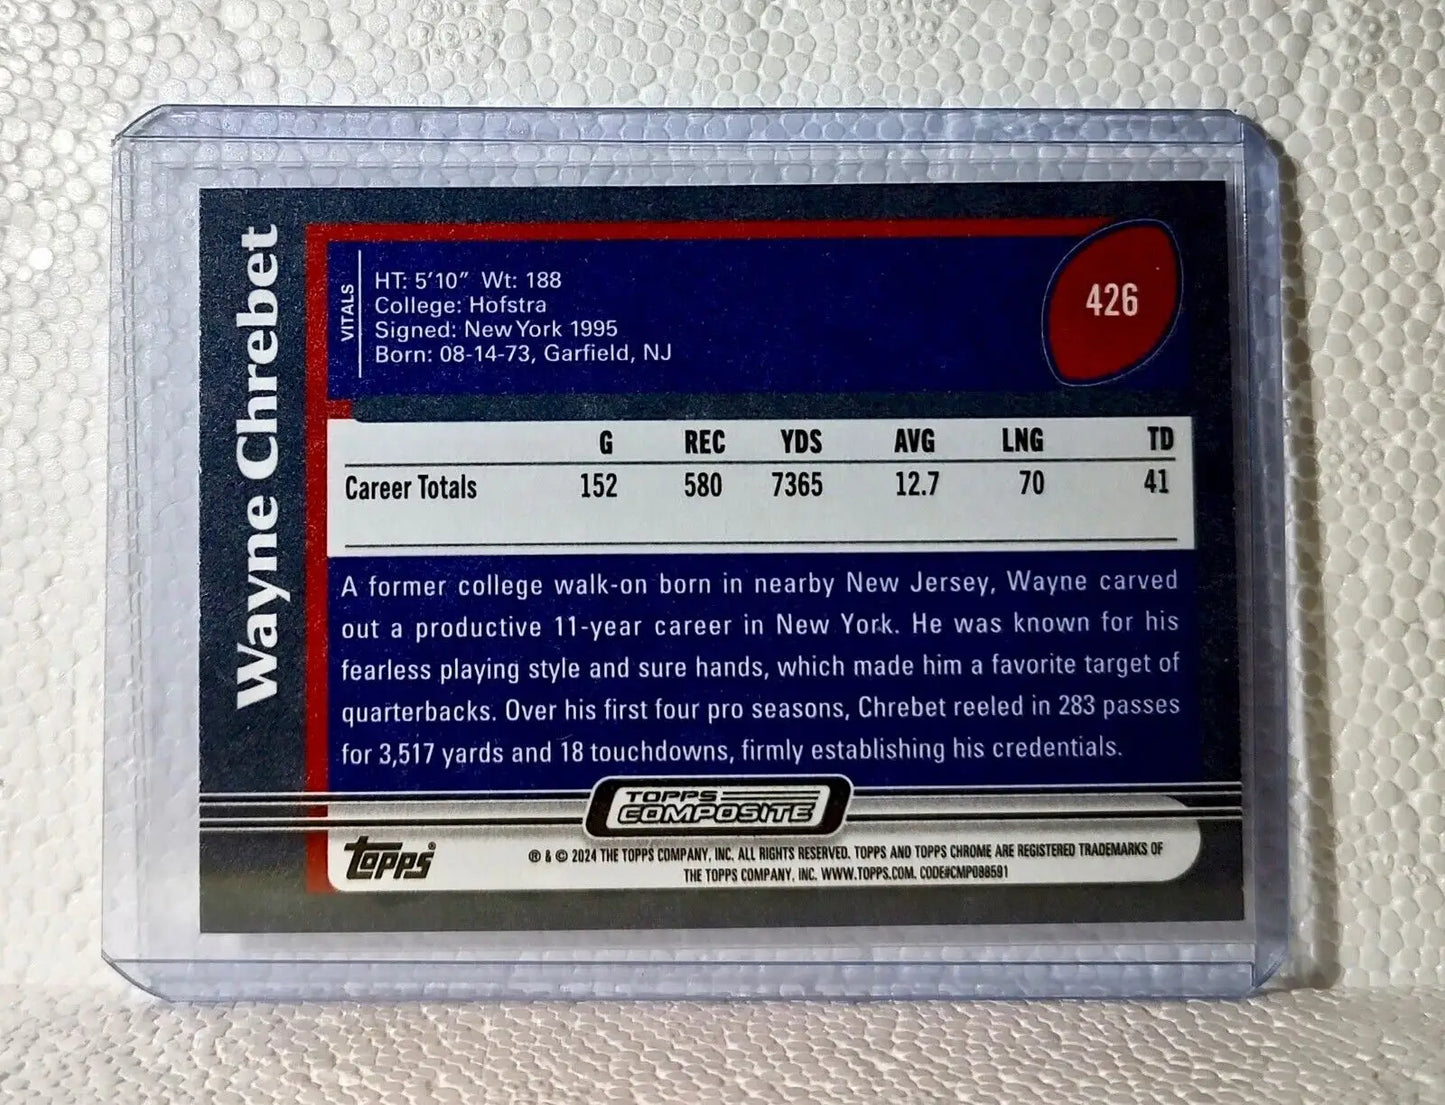 Wayne Chrebet
VITALS
HT: 5'10" Wt: 188
College: Hofstra
Signed: New York 1995
Born: 08-14-73, Garfield, NJ
426
G REC YDS AVG LNG TD
Career Totals 152 580 7365 12.7 70 41
A former college walk-on born in nearby New Jersey, Wayne carved
out a productive 11-year career in New York. He was known for his
fearless playing style and sure hands, which made him a favorite target of
quarterbacks. Over his first four pro seasons, Chrebet reeled in 283 passes
for 3,517 yards and 18 touchdowns, firmly establishing his credentials.
TOPPS
COMPOSITE
topps®
® & © 2024 THE TOPPS COMPANY, INC. ALL RIGHTS RESERVED. TOPPS AND TOPPS CHROME ARE REGISTERED TRADEMARKS OF
THE TOPPS COMPANY, INC. WWW.TOPPS.COM. CODE#CMP088591